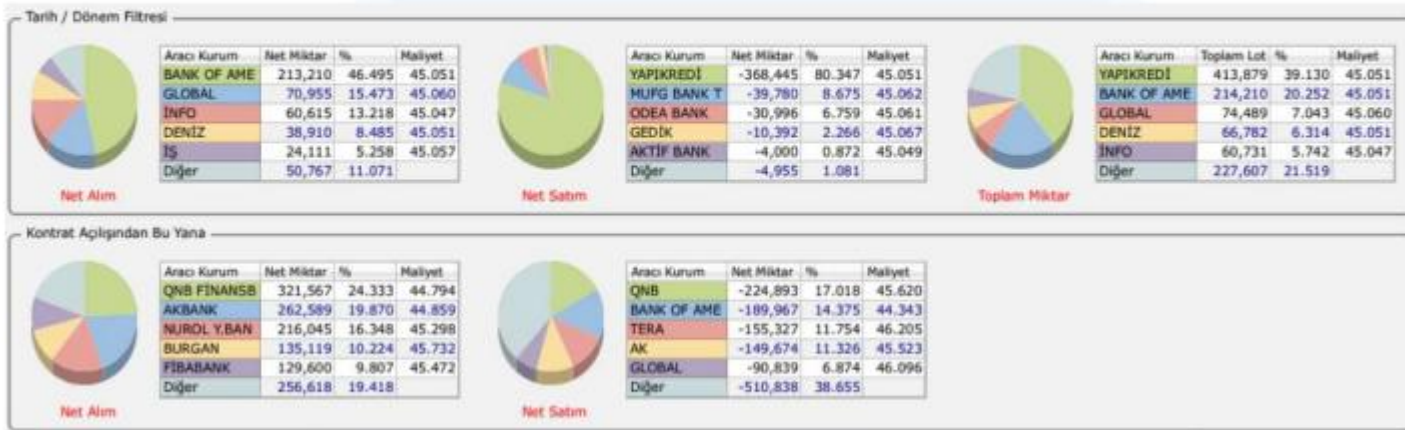 Tarih / Dönem Filtresi
Aracı Kurum Net Miktar % Maliyet
BANK OF AME 213,210 46.495 45.051
GLOBAL 70,955 15.473 45.060
İNFO 60,615 13.218 45.047
DENİZ 38,910 8.485 45.051
İŞ 24,111 5.258 45.057
Diğer 50,767 11.071
Net Alım
Aracı Kurum Net Miktar % Maliyet
YAPIKREDİ -368,445 80.347 45.051
MUFG BANK T -39,780 8.675 45.062
ODEA BANK -30,996 6.759 45.061
GEDİK -10,392 2.266 45.067
AKTİF BANK -4,000 0.872 45.049
Diğer -4,955 1.081
Net Satım
Aracı Kurum Toplam Lot % Maliyet
YAPIKREDİ 413,879 39.130 45.051
BANK OF AME 214,210 20.252 45.051
GLOBAL 74,489 7.043 45.060
DENİZ 66,782 6.314 45.051
İNFO 60,731 5.742 45.047
Diğer 227,607 21.519
Toplam Miktar
Kontrat Açılışından Bu Yana
Aracı Kurum Net Miktar % Maliyet
QNB FİNANSB 321,567 24.333 44.794
AKBANK 262,589 19.870 44.859
NUROL Y.BAN 216,045 16.348 45.298
BURGAN 135,119 10.224 45.732
FİBABANK 129,600 9.807 45.472
Diğer 256,618 19.418
Net Alım
Aracı Kurum Net Miktar % Maliyet
QNB -224,893 17.018 45.620
BANK OF AME -189,967 14.375 44.343
TERA -155,327 11.754 46.205
AK -149,674 11.326 45.523
GLOBAL -90,839 6.874 46.096
Diğer -510,838 38.655
Net Satım